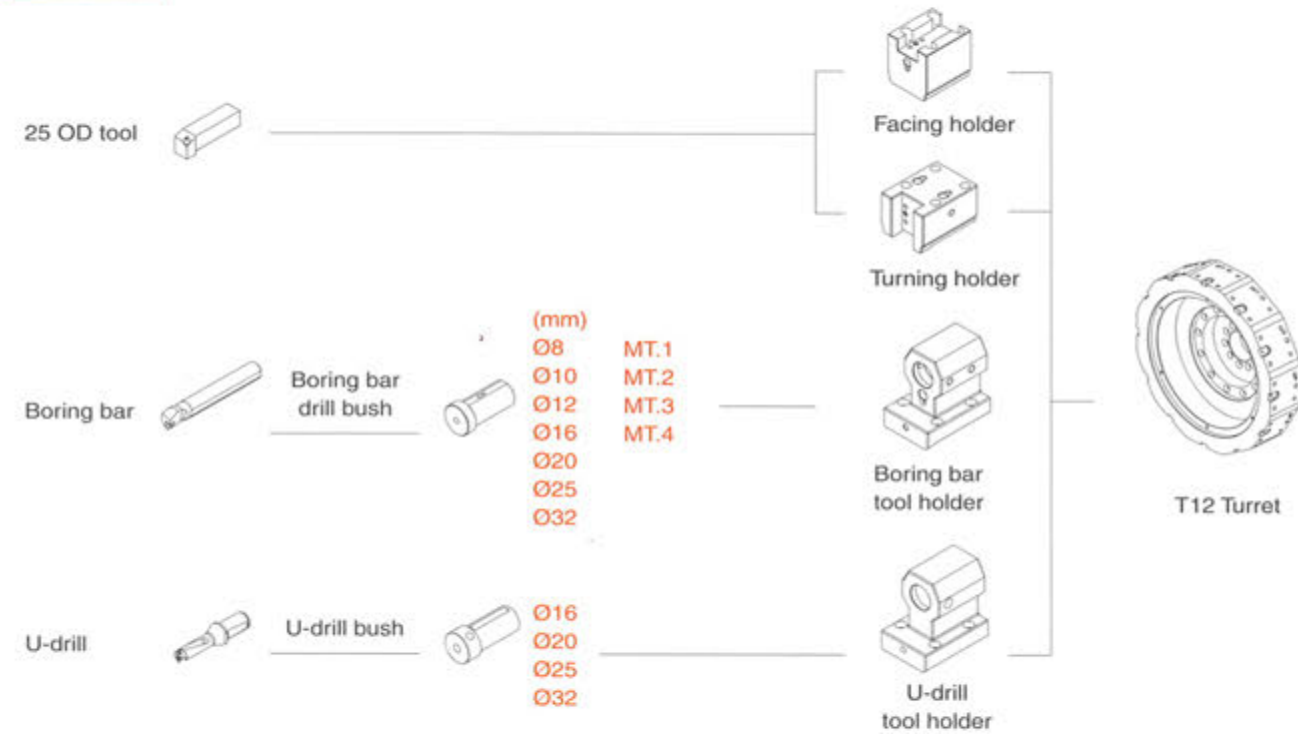 25 OD tool
Facing holder
Turning holder
Boring bar
Boring bar
drill bush
(mm)
Ø8 MT.1
Ø10 MT.2
Ø12 MT.3
Ø16 MT.4
Ø20
Ø25
Ø32
Boring bar
tool holder
T12 Turret
U-drill
U-drill bush
Ø16
Ø20
Ø25
Ø32
U-drill
tool holder